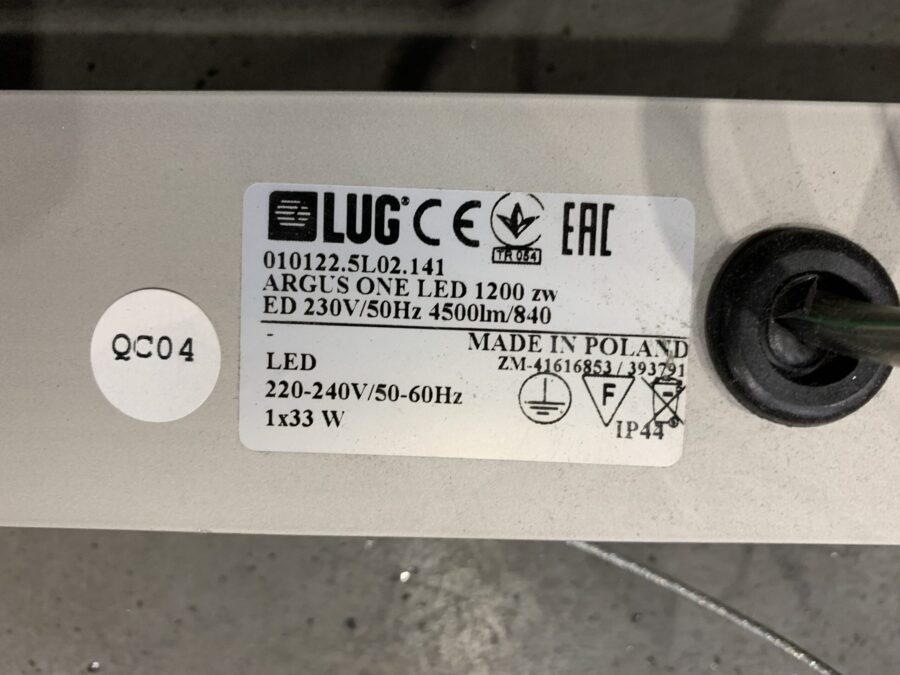 LUG® CE TR 054 EAC
010122.5L02.141
ARGUS ONE LED 1200 zw
ED 230V/50Hz 4500lm/840
-
MADE IN POLAND
LED
ZM-41616853 / 393791
220-240V/50-60Hz
F
1x33 W
IP44
QC04